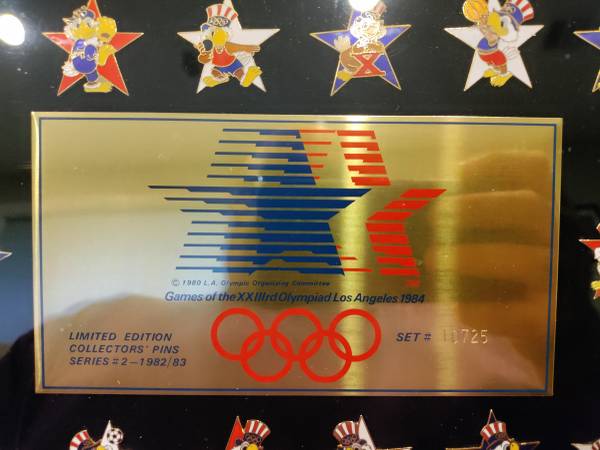 © 1980 L.A. Olympic Organizing Committee
Games of the XXIIIrd Olympiad Los Angeles 1984
LIMITED EDITION
COLLECTORS' PINS
SERIES #2—1982/83
SET #